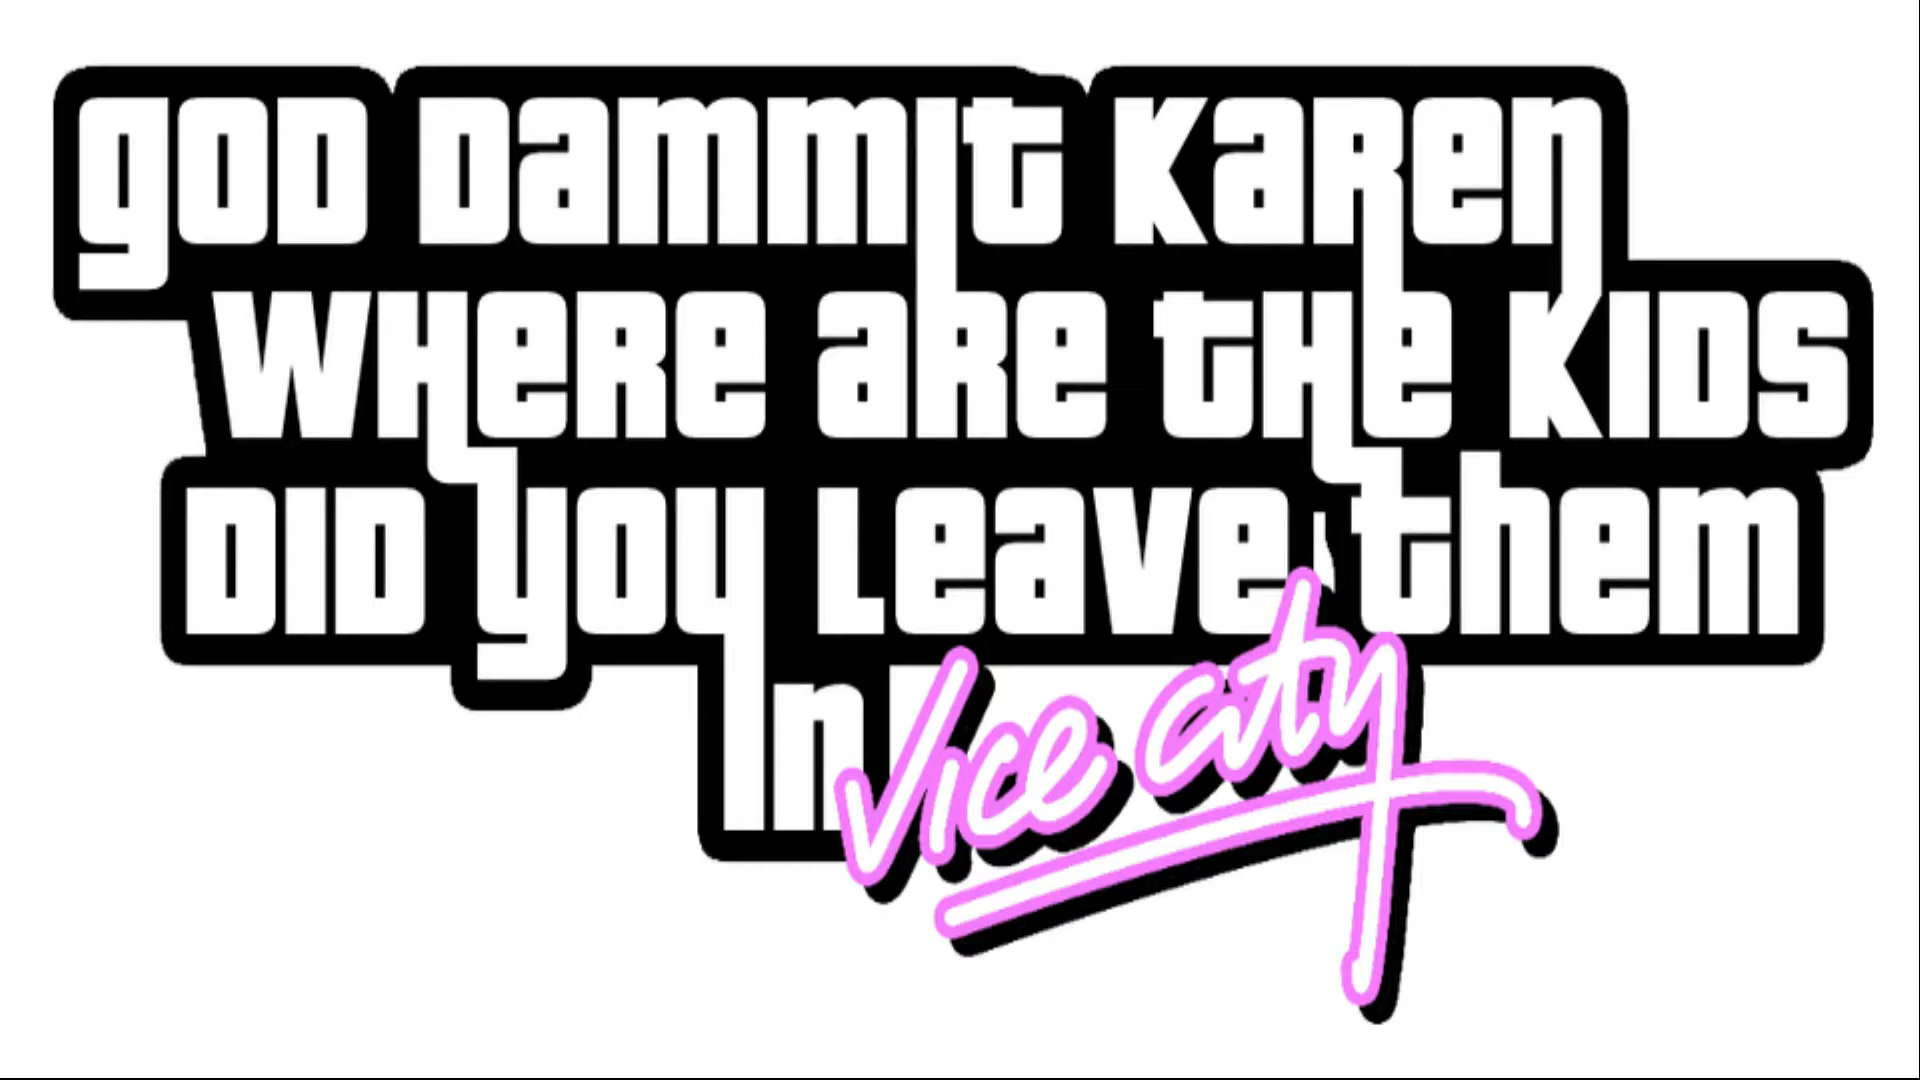 god Dammit Karen
Where are the Kids
Did you Leave them
in vice city